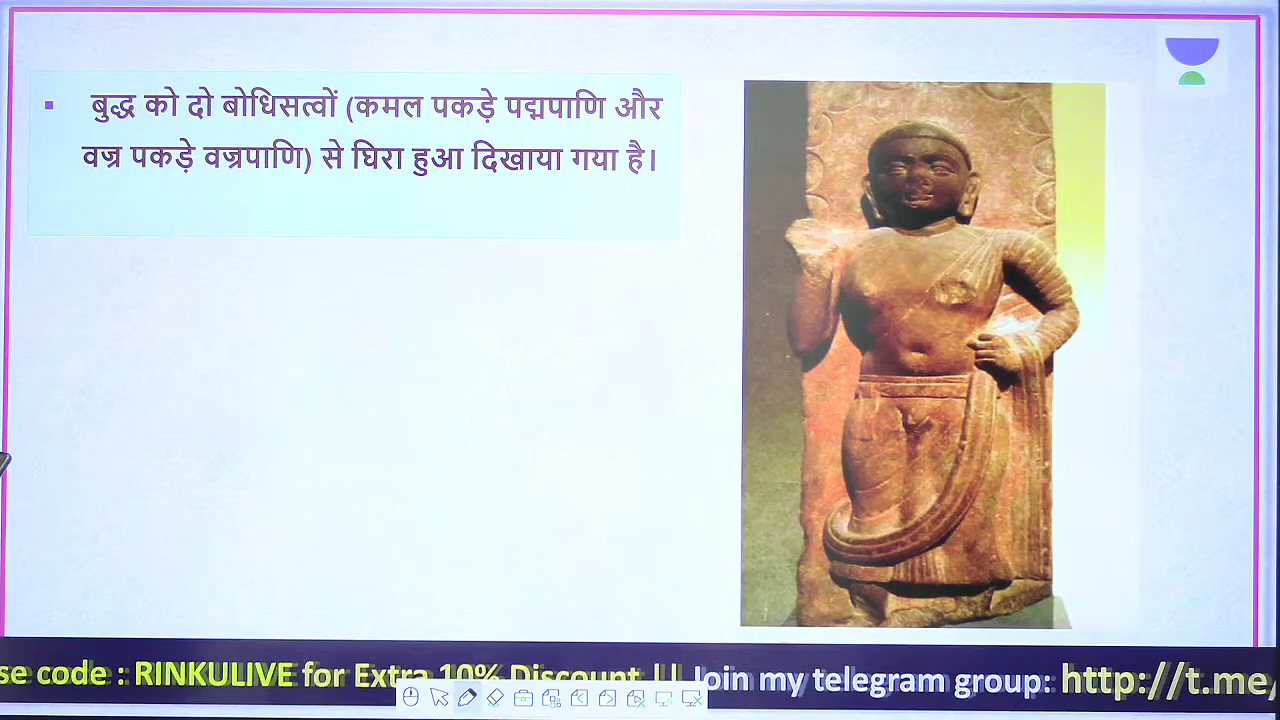 बुद्ध को दो बोधिसत्वों (कमल पकड़े पद्मपाणि और
वज्र पकड़े वज्रपाणि) से घिरा हुआ दिखाया गया है।
se code : RINKULIVE for Extra 10% Discount || Join my telegram group: http://t.me/